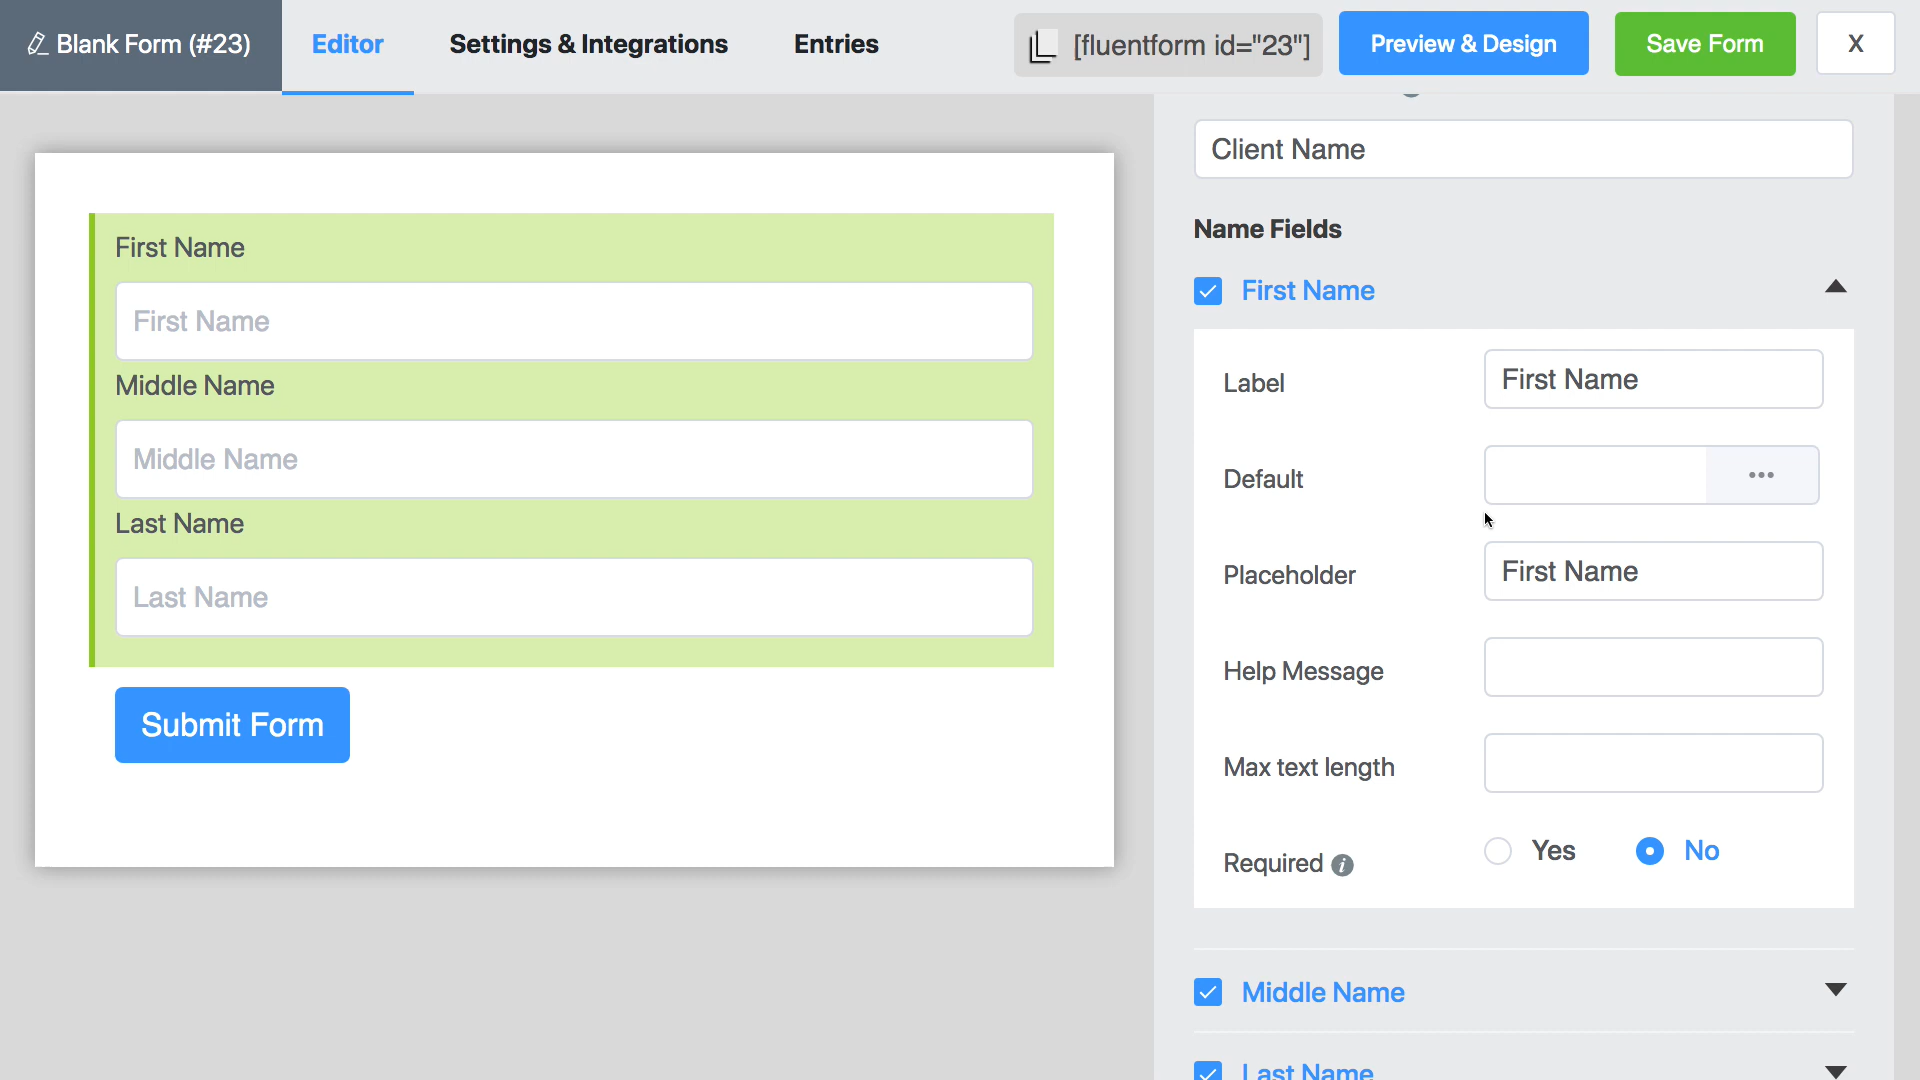 Blank Form (#23)
Editor
Settings & Integrations
Entries
[fluentform id="23"]
Preview & Design
Save Form
X
First Name
First Name
Middle Name
Middle Name
Last Name
Last Name
Submit Form
Client Name
Name Fields
First Name
Label
First Name
Default
Placeholder
First Name
Help Message
Max text length
Required
Yes
No
Middle Name
Last Name